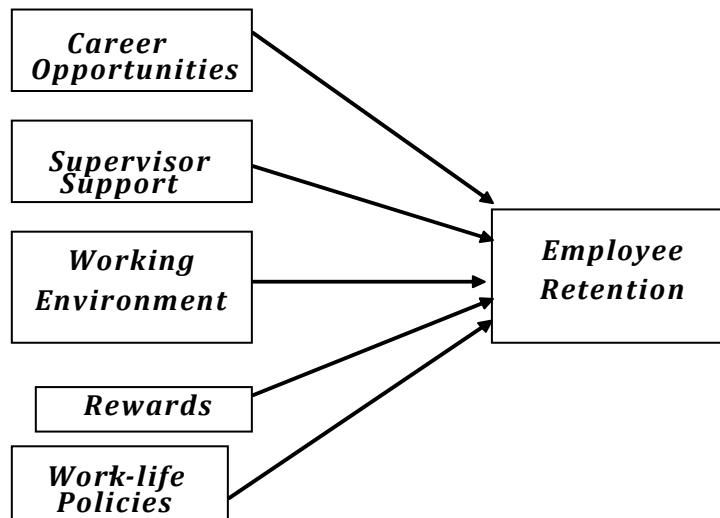 Career
Opportunities
Supervisor
Support
Working
Environment
Rewards
Work-life
Policies
Employee
Retention